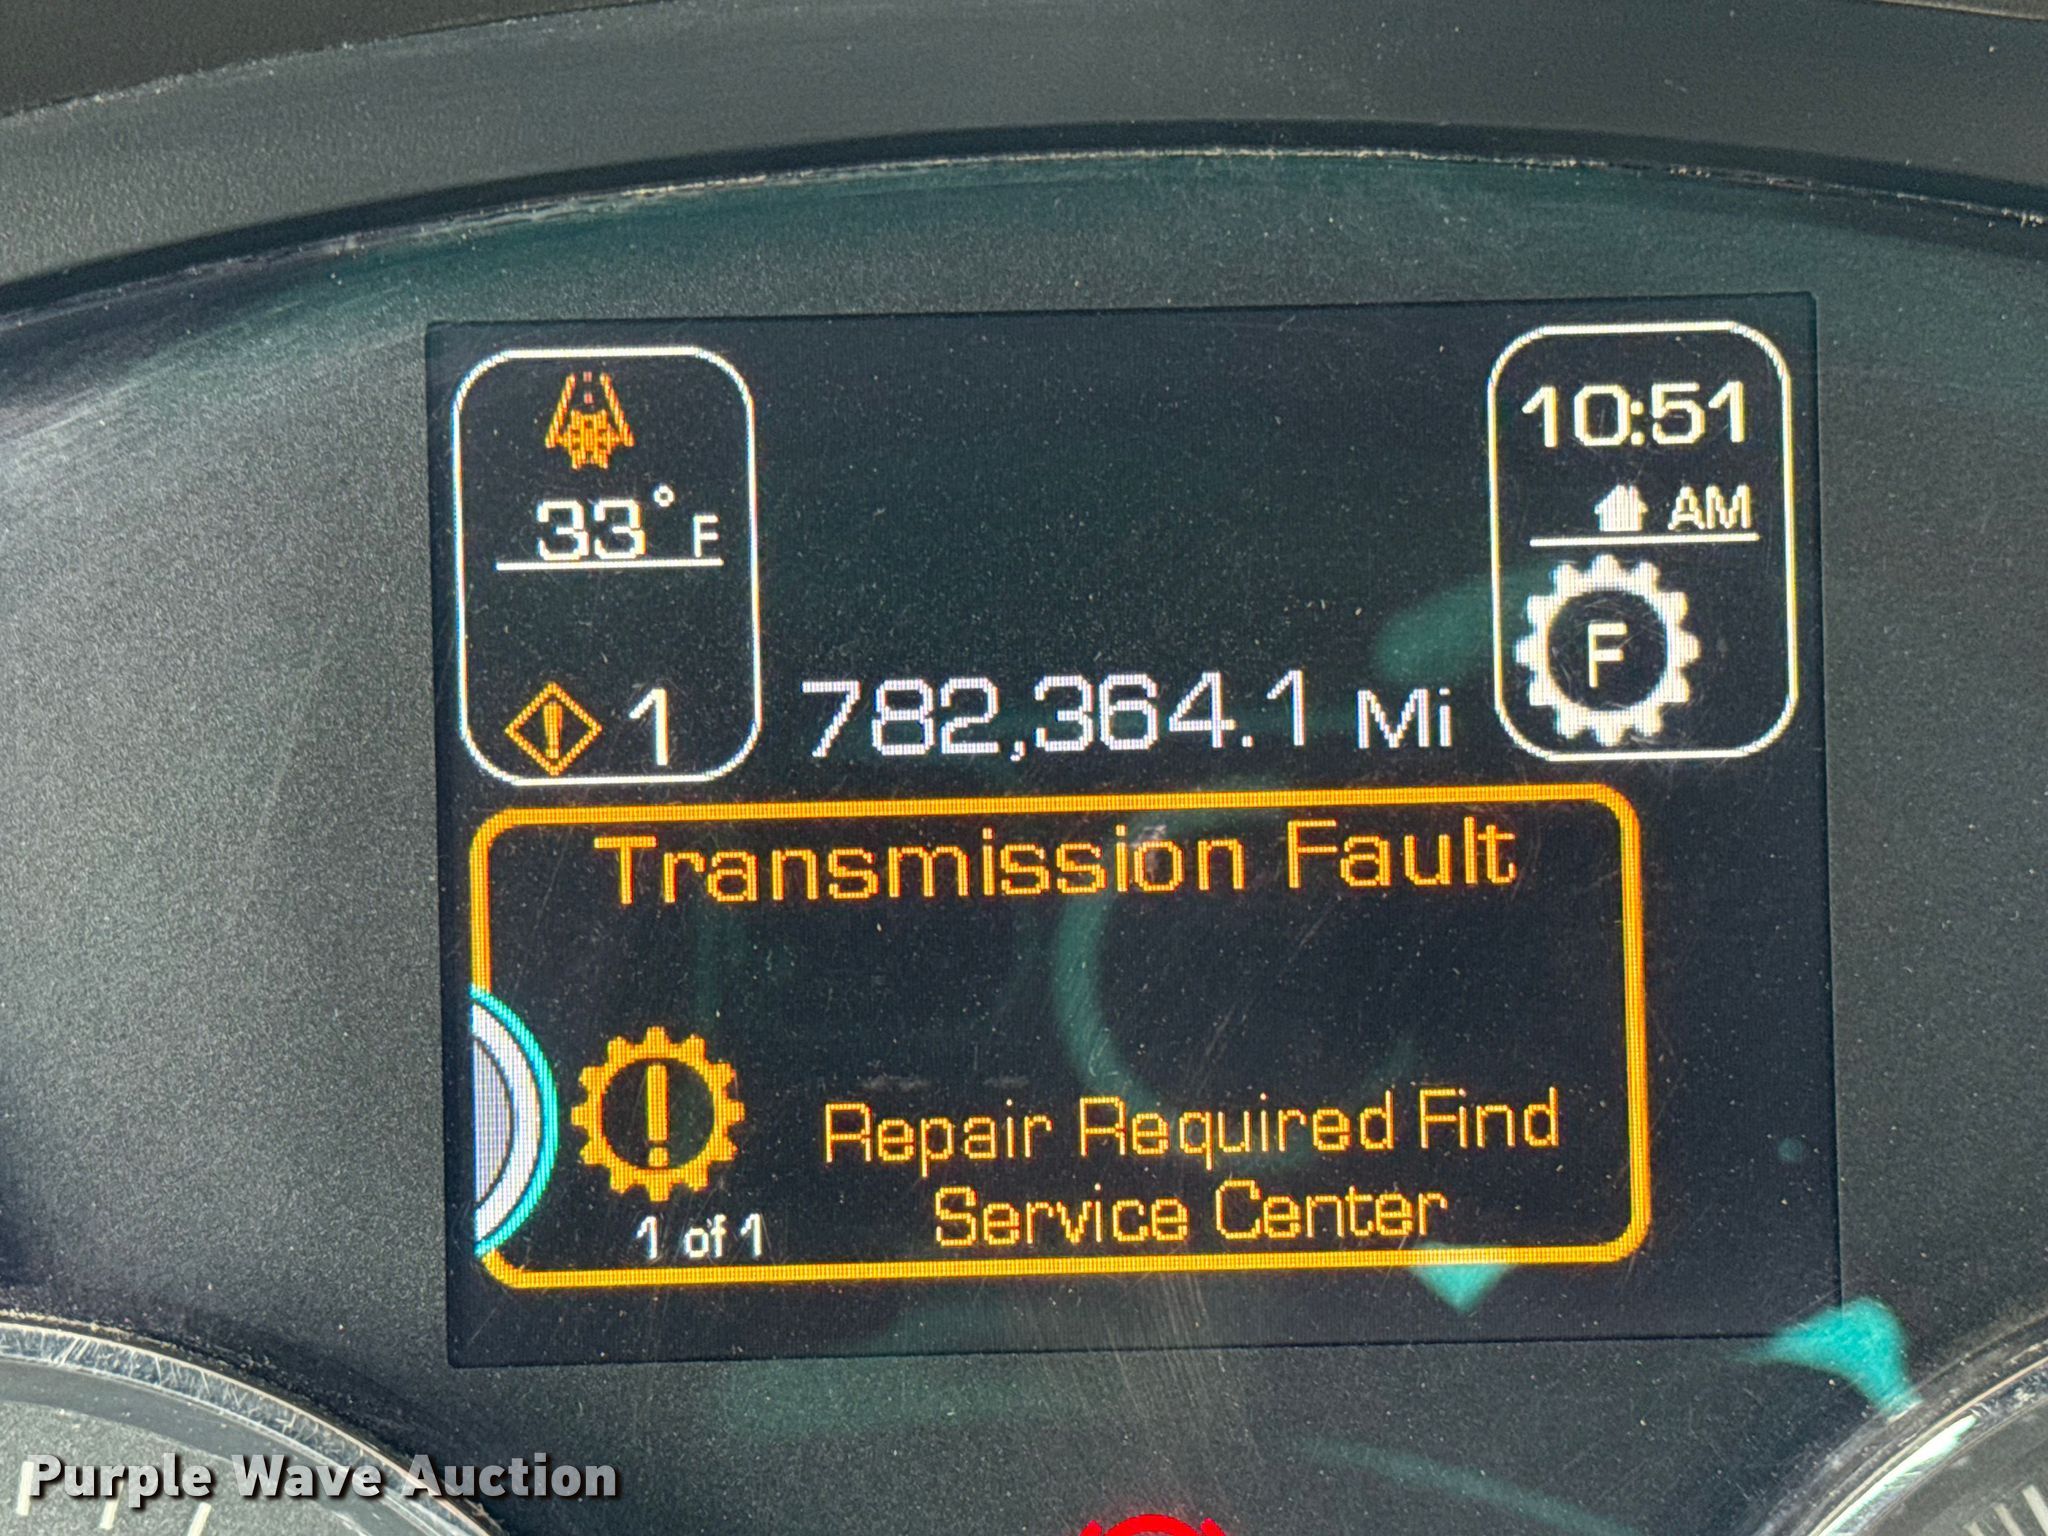 33° F
1
782,364.1 Mi
10:51
AM
F
Transmission Fault
Repair Required Find
Service Center
1 of 1
Purple Wave Auction